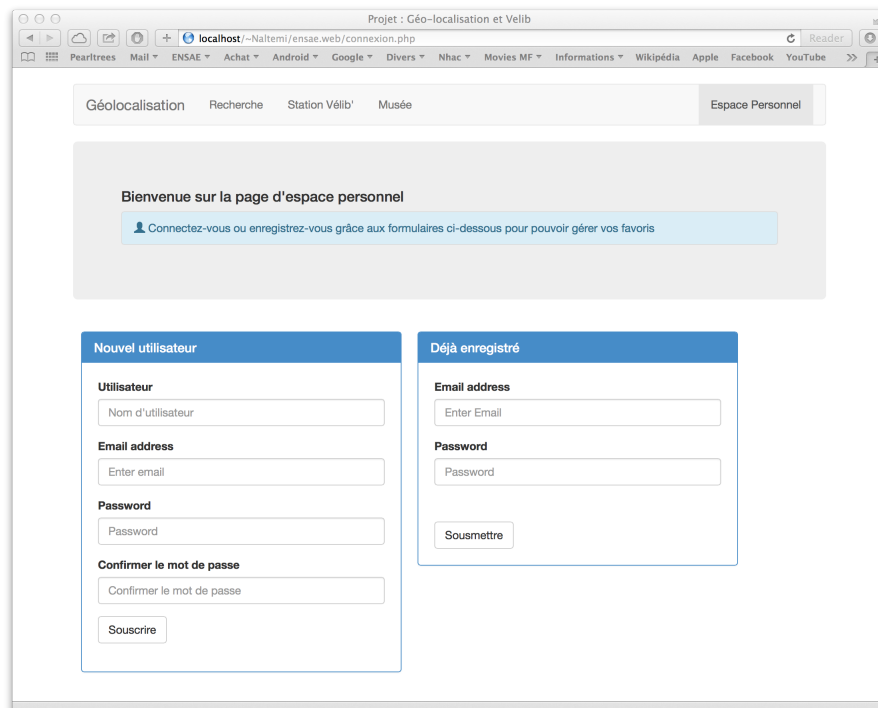 Projet : Géo-localisation et Velib
localhost/~Naltemi/ensae.web/connexion.php
Reader
Pearltrees Mail ENSAE Achat Android Google Divers Nhac Movies MF Informations Wikipédia Apple Facebook YouTube
Géolocalisation Recherche Station Vélib' Musée Espace Personnel
Bienvenue sur la page d'espace personnel
Connectez-vous ou enregistrez-vous grâce aux formulaires ci-dessous pour pouvoir gérer vos favoris
Nouvel utilisateur
Utilisateur
Nom d'utilisateur
Email address
Enter email
Password
Password
Confirmer le mot de passe
Confirmer le mot de passe
Souscrire
Déjà enregistré
Email address
Enter Email
Password
Password
Sousmettre